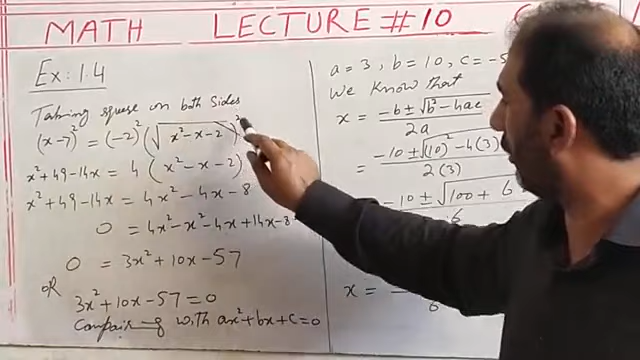 MATH LECTURE #10
Ex: 1.4
Taking squese on both sides
(x-7)² = (-2)² (√x²-x-2)²
x²+49-14x = 4 (x²-x-2)
x²+49-14x = 4x²-4x-8
0 = 4x²-x²-4x+14x-8
0 = 3x²+10x-57
OR
3x²+10x-57=0
Compairing with ax²+bx+c=0
a=3, b=10, c=-5
We know that
x = -b±√b²-4ac / 2a
= -10±√(10)²-4(3) / 2(3)
-10±√100+6 / 6
x = 6